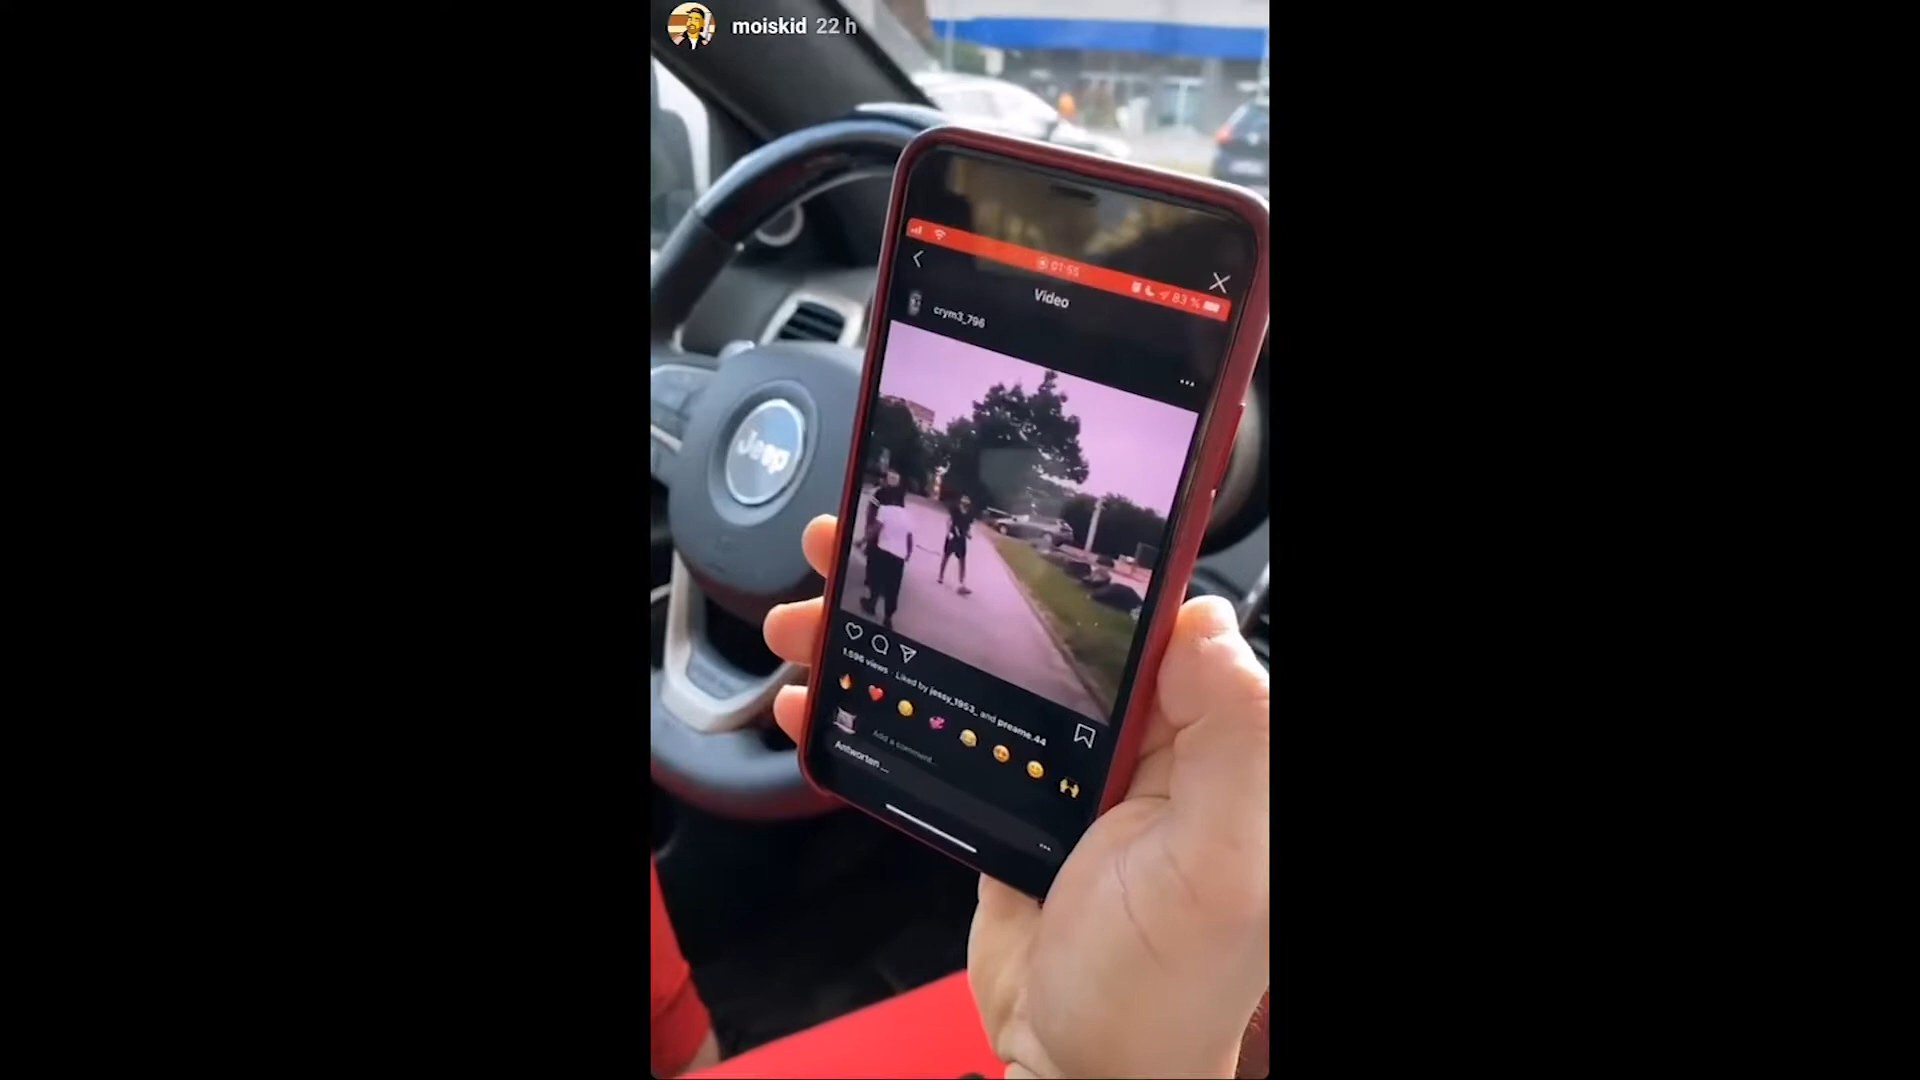 moiskid 22 h
01:55
83 %
Video
crym3_796
Jeep
1.596 views · Liked by jessy_1953_ and preame.44
Add a comment...
Antworten ...